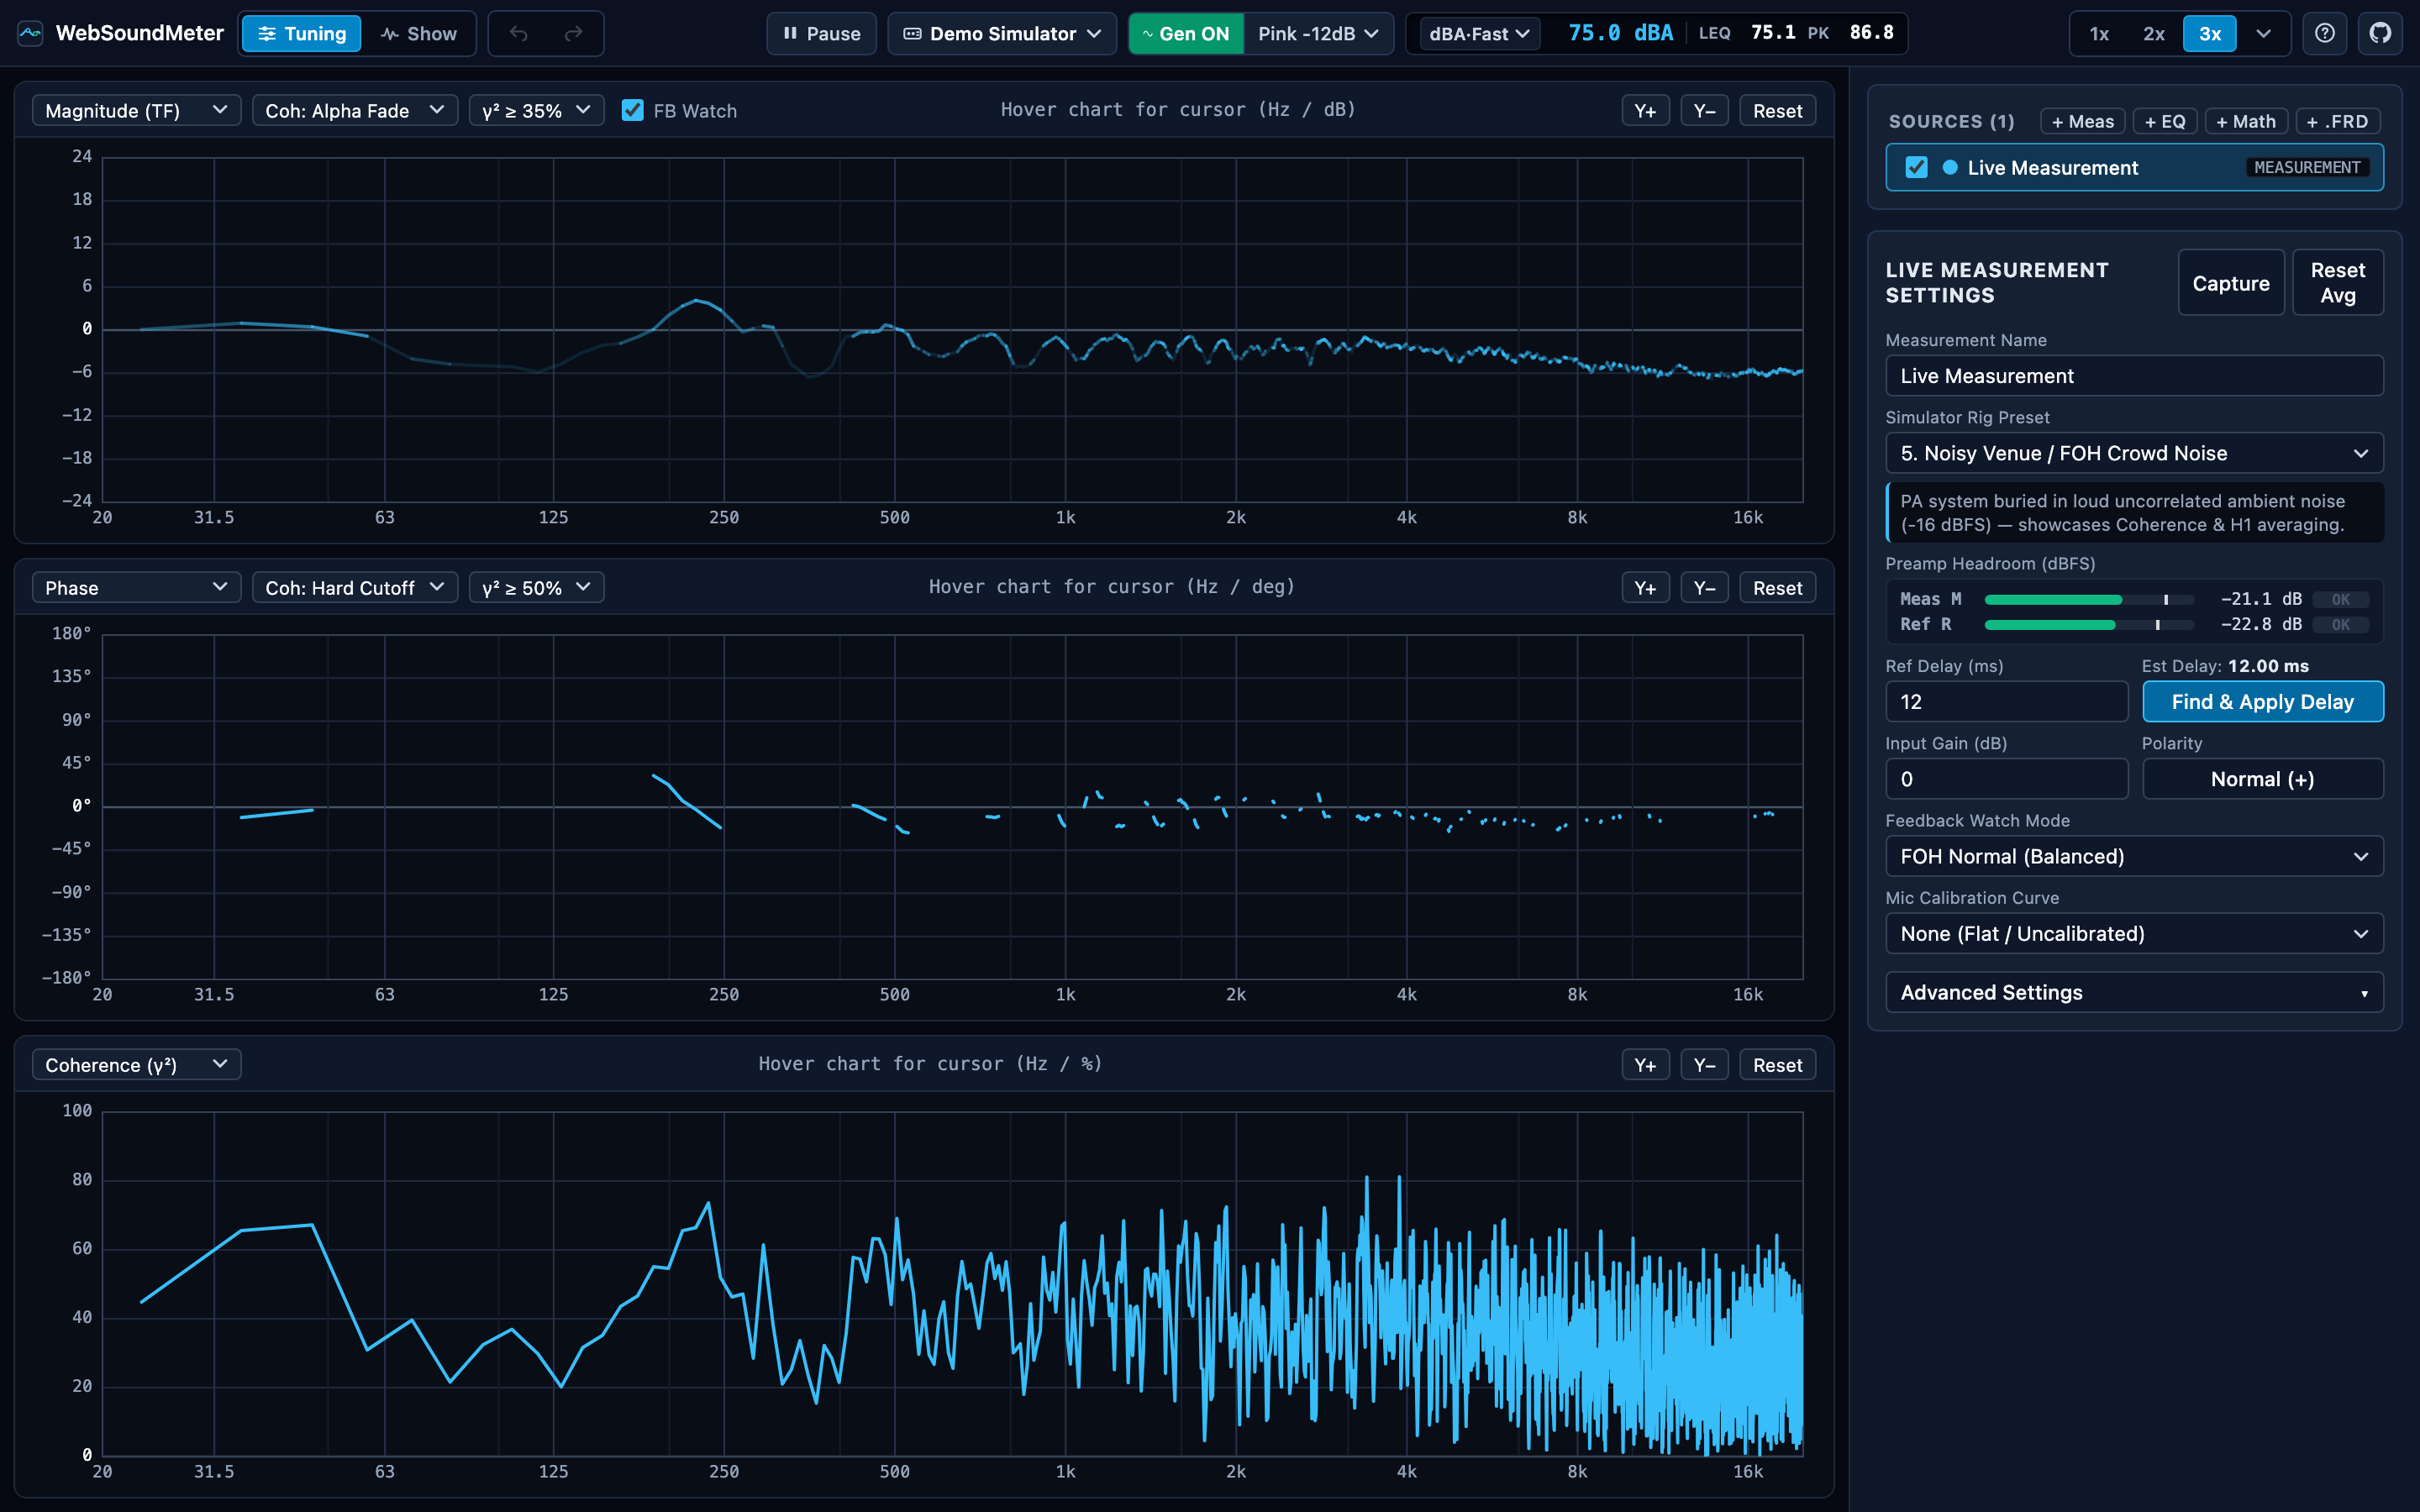 WebSoundMeter Tuning Show Pause Demo Simulator ~ Gen ON Pink -12dB dBA·Fast 75.0 dBA LEQ 75.1 PK 86.8 1x 2x 3x
Magnitude (TF) Coh: Alpha Fade γ² ≥ 35% FB Watch Hover chart for cursor (Hz / dB) Y+ Y− Reset
24
18
12
6
0
−6
−12
−18
−24
20 31.5 63 125 250 500 1k 2k 4k 8k 16k
Phase Coh: Hard Cutoff γ² ≥ 50% Hover chart for cursor (Hz / deg) Y+ Y− Reset
180°
135°
90°
45°
0°
−45°
−90°
−135°
−180°
20 31.5 63 125 250 500 1k 2k 4k 8k 16k
Coherence (γ²) Hover chart for cursor (Hz / %) Y+ Y− Reset
100
80
60
40
20
0
20 31.5 63 125 250 500 1k 2k 4k 8k 16k
SOURCES (1) + Meas + EQ + Math + .FRD
Live Measurement MEASUREMENT
LIVE MEASUREMENT
SETTINGS
Capture
Reset
Avg
Measurement Name
Live Measurement
Simulator Rig Preset
5. Noisy Venue / FOH Crowd Noise
PA system buried in loud uncorrelated ambient noise
(-16 dBFS) — showcases Coherence & H1 averaging.
Preamp Headroom (dBFS)
Meas M −21.1 dB OK
Ref R −22.8 dB OK
Ref Delay (ms) Est Delay: 12.00 ms
12 Find & Apply Delay
Input Gain (dB) Polarity
0 Normal (+)
Feedback Watch Mode
FOH Normal (Balanced)
Mic Calibration Curve
None (Flat / Uncalibrated)
Advanced Settings